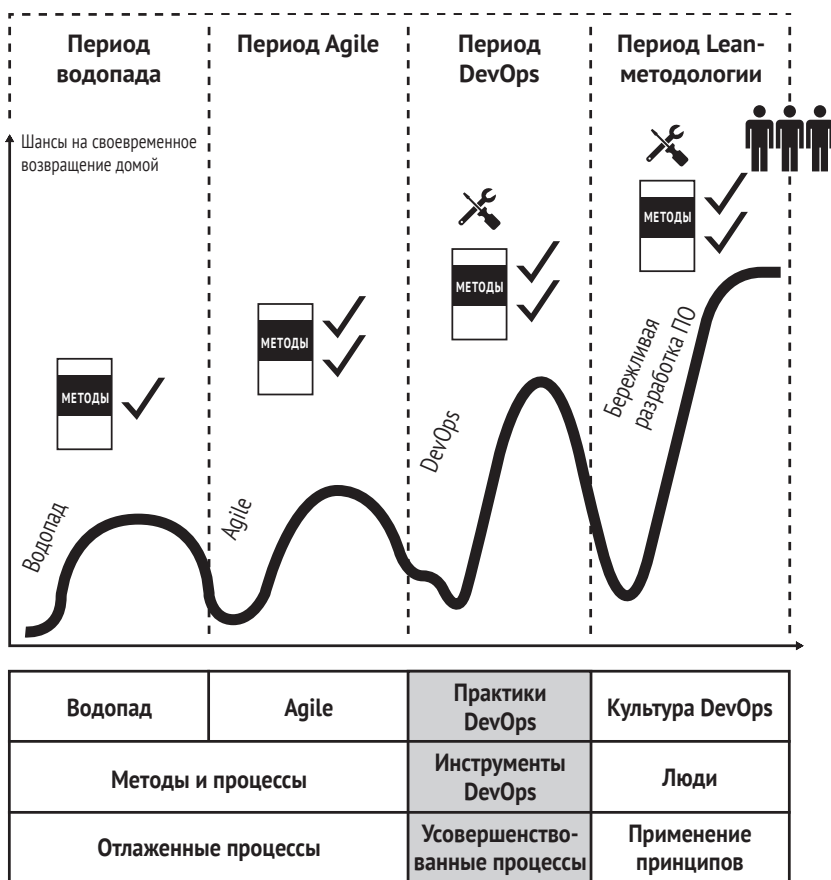 Период
водопада
Период Agile
Период
DevOps
Период Lean-
методологии
Шансы на своевременное
возвращение домой
МЕТОДЫ
МЕТОДЫ
МЕТОДЫ
МЕТОДЫ
Водопад
Agile
DevOps
Бережливая
разработка ПО
Водопад
Agile
Практики
DevOps
Культура DevOps
Методы и процессы
Инструменты
DevOps
Люди
Отлаженные процессы
Усовершенство-
ванные процессы
Применение
принципов